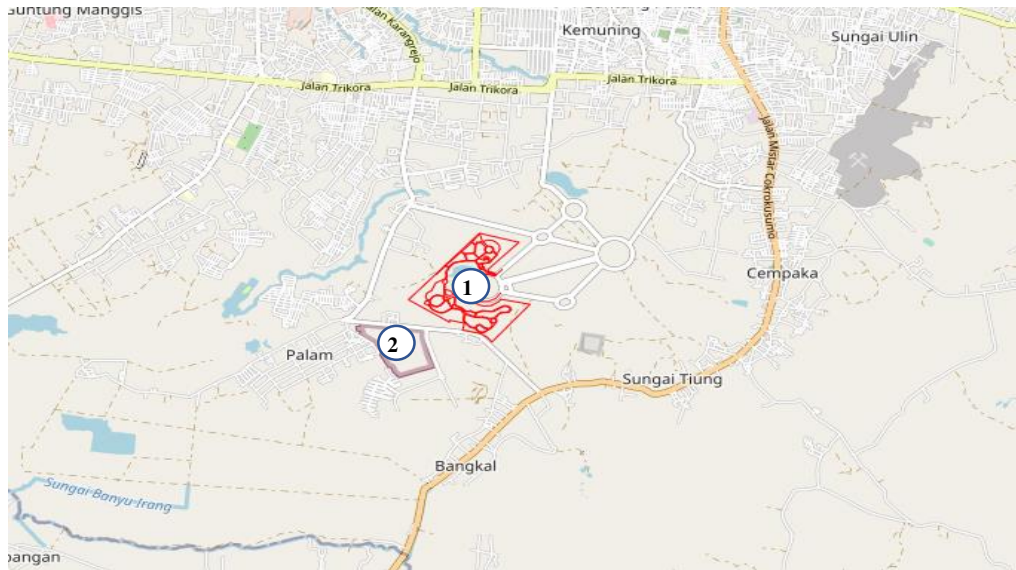 Guntung Manggis
Kemuning
Sungai Ulin
Jalan Karangrejo
Jalan Trikora
Jalan Trikora
Jalan Trikora
Jalan Mistar Cokrokusumo
Cempaka
1
2
Palam
Sungai Tiung
Bangkal
Sungai Banyu Irang
pangan